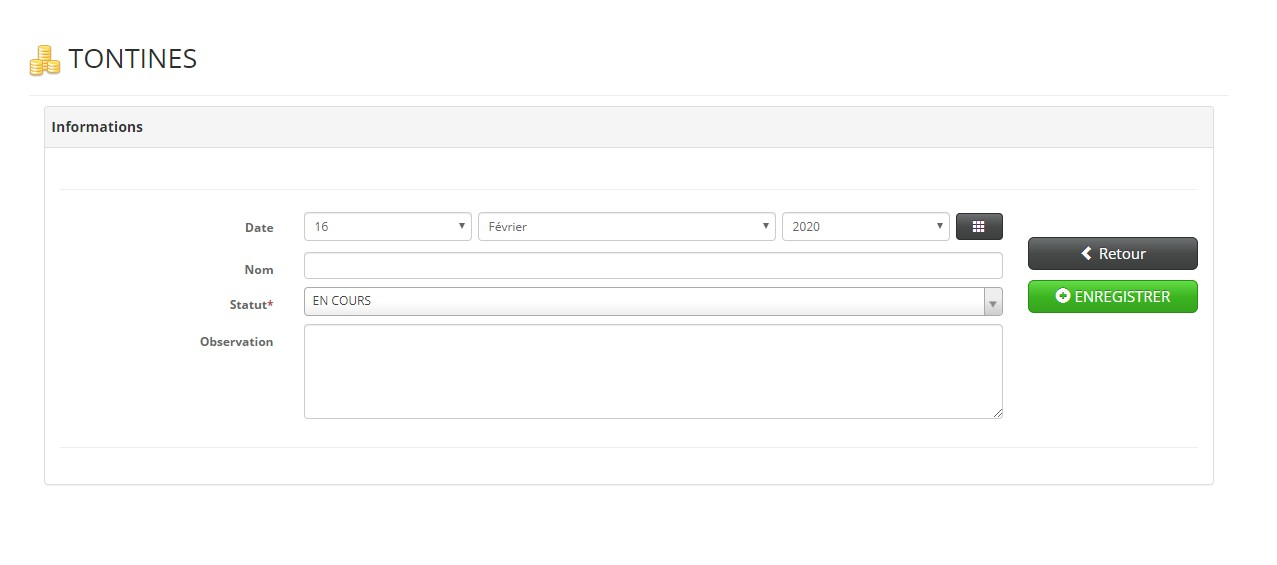 TONTINES
Informations
Date 16 Février 2020
Retour
Nom
ENREGISTRER
Statut* EN COURS
Observation